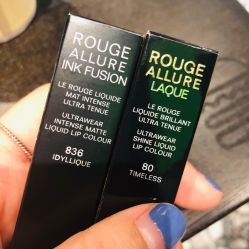 ROUGE
ALLURE
INK FUSION
LE ROUGE LIQUIDE
MAT INTENSE
ULTRA TENUE
ULTRAWEAR
INTENSE MATTE
LIQUID LIP COLOUR
836
IDYLLIQUE
ROUGE
ALLURE
LAQUE
LE ROUGE
LIQUIDE BRILLANT
ULTRA TENUE
ULTRAWEAR
SHINE LIQUID
LIP COLOUR
80
TIMELESS